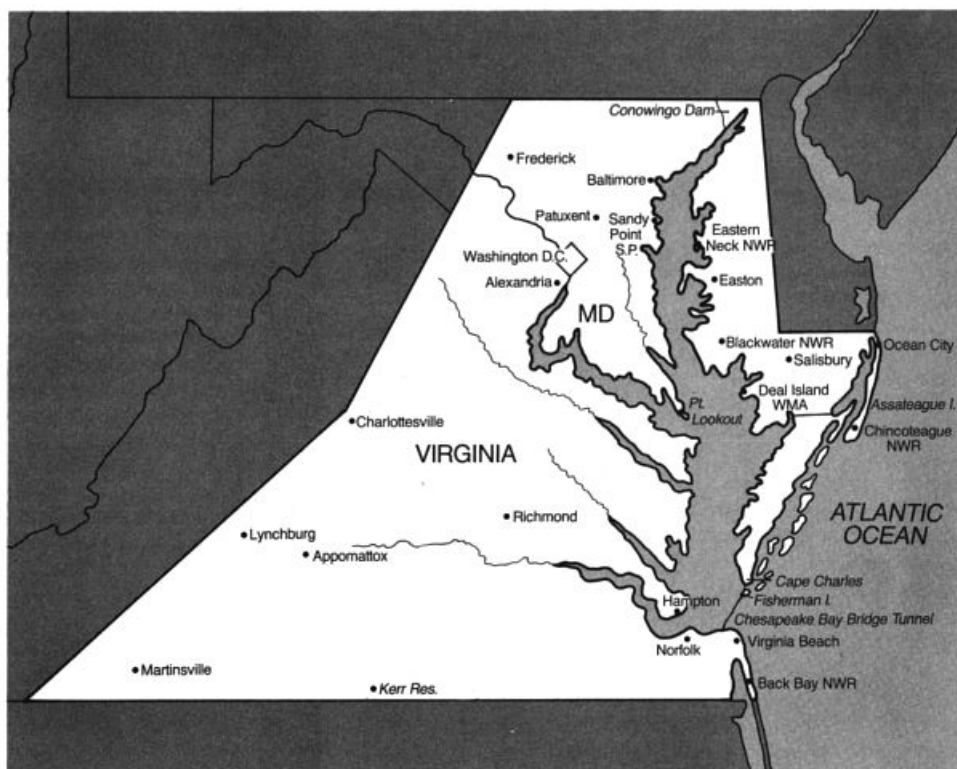 Conowingo Dam
Frederick
Baltimore
Patuxent
Sandy
Point
S.P.
Eastern
Neck NWR
Washington D.C.
Alexandria
Easton
MD
Blackwater NWR
Ocean City
Salisbury
Deal Island
WMA
Pt.
Lookout
Assateague I.
Charlottesville
Chincoteague
NWR
VIRGINIA
ATLANTIC
OCEAN
Richmond
Lynchburg
Appomattox
Cape Charles
Hampton
Fisherman I.
Chesapeake Bay Bridge Tunnel
Norfolk
Virginia Beach
Martinsville
Kerr Res.
Back Bay NWR